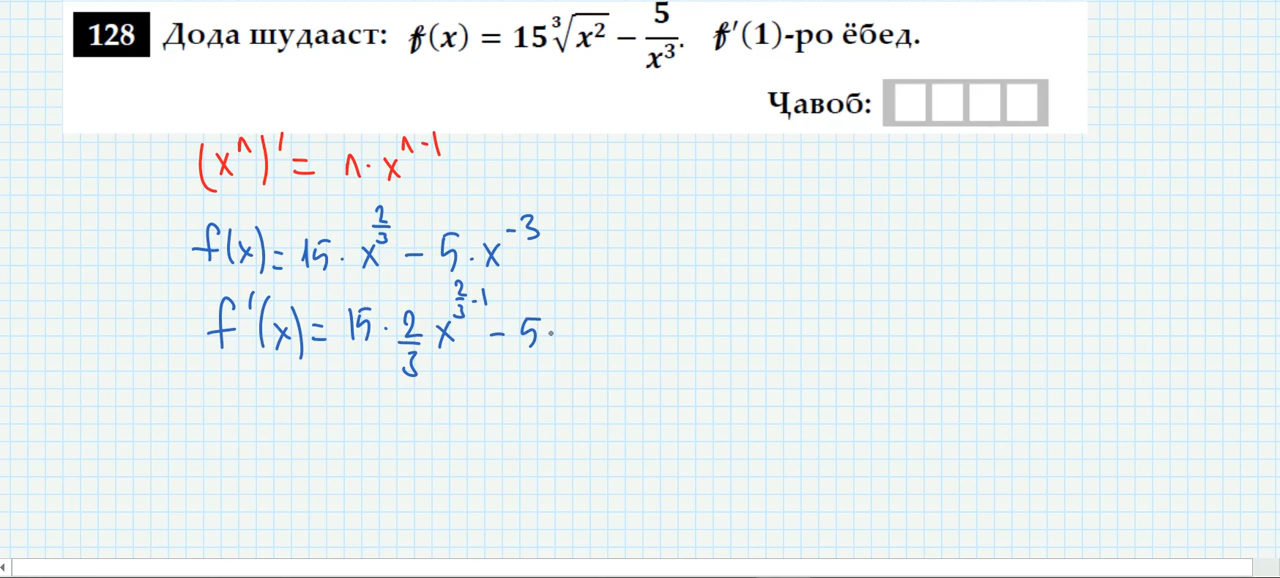 128 Дода шудааст: f(x) = 15∛x² − 5/x³. f′(1)-ро ёбед.
Ҷавоб:
(xⁿ)' = n · xⁿ⁻¹
f(x) = 15 · x^(2/3) − 5 · x⁻³
f'(x) = 15 · 2/3 x^(2/3 - 1) − 5 ·